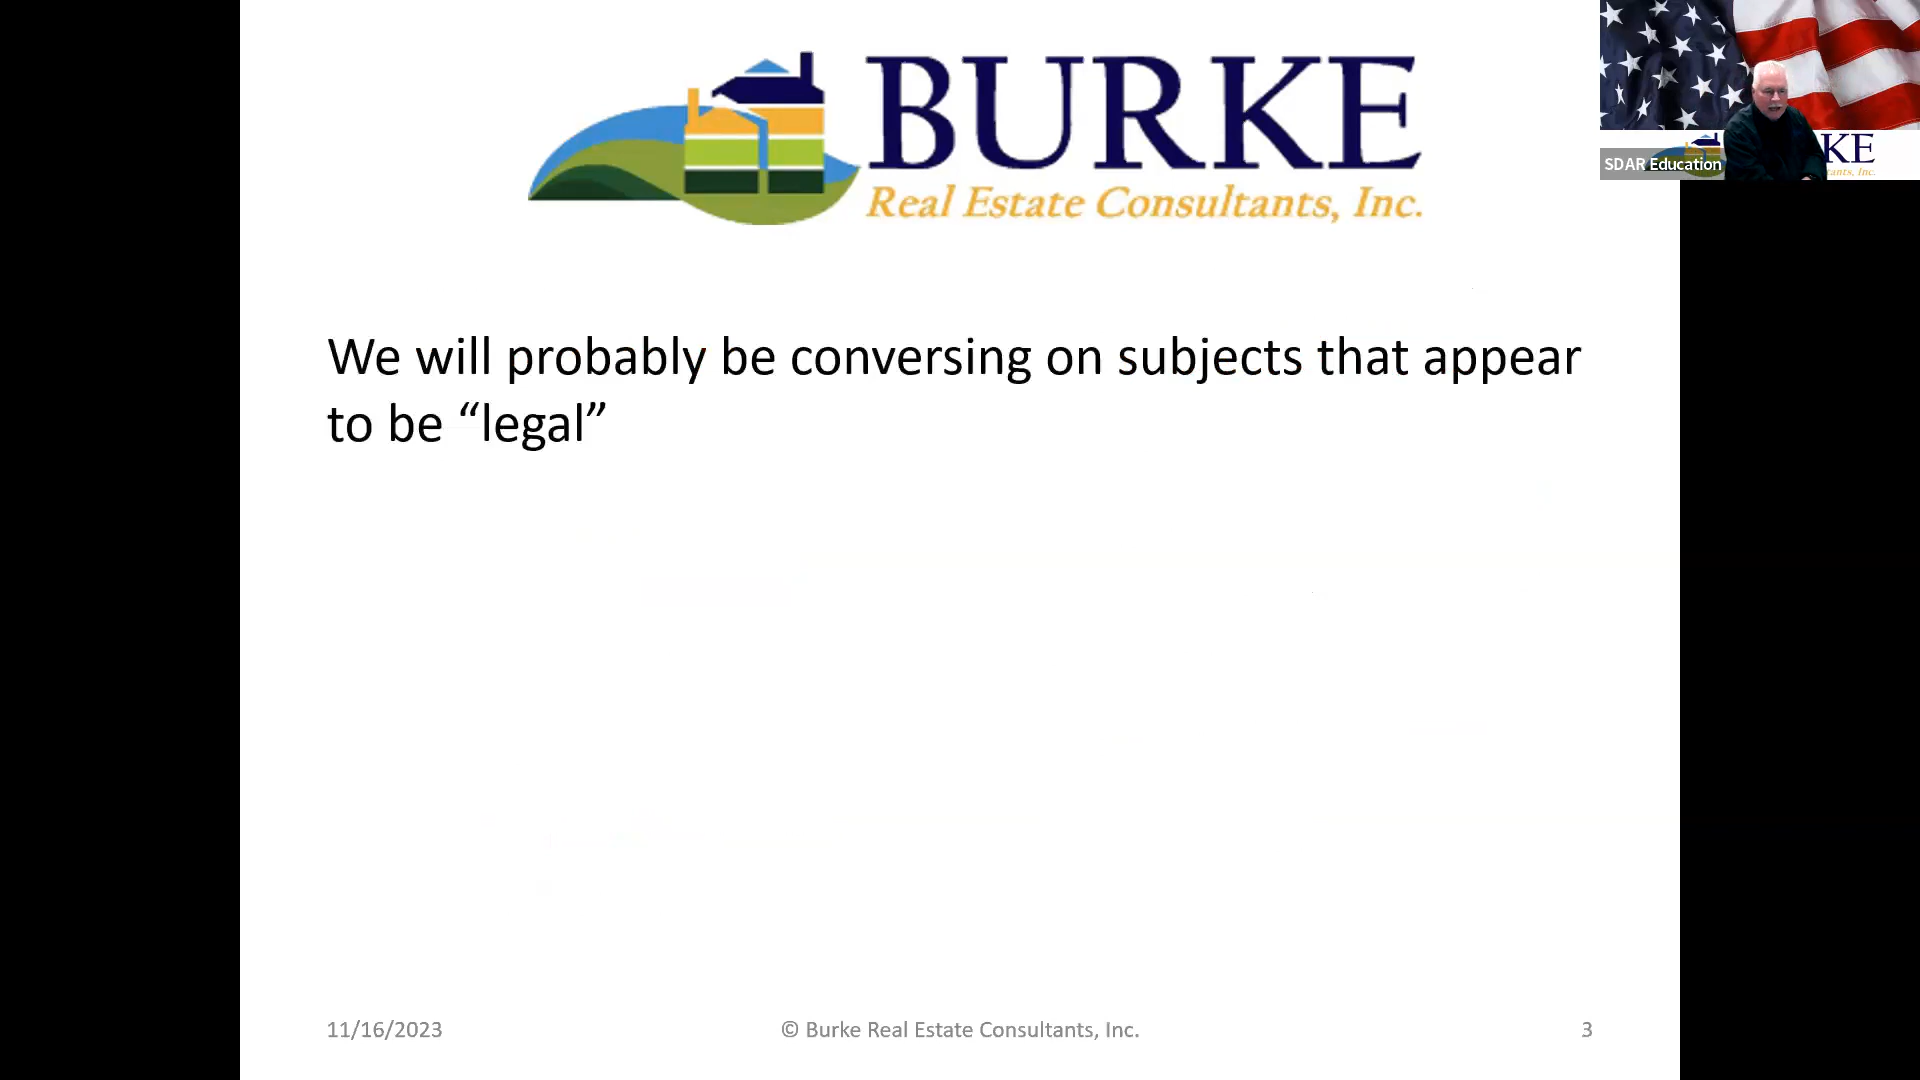 BURKE
Real Estate Consultants, Inc.
KE
SDAR Education
We will probably be conversing on subjects that appear
to be “legal”
11/16/2023
© Burke Real Estate Consultants, Inc.
3